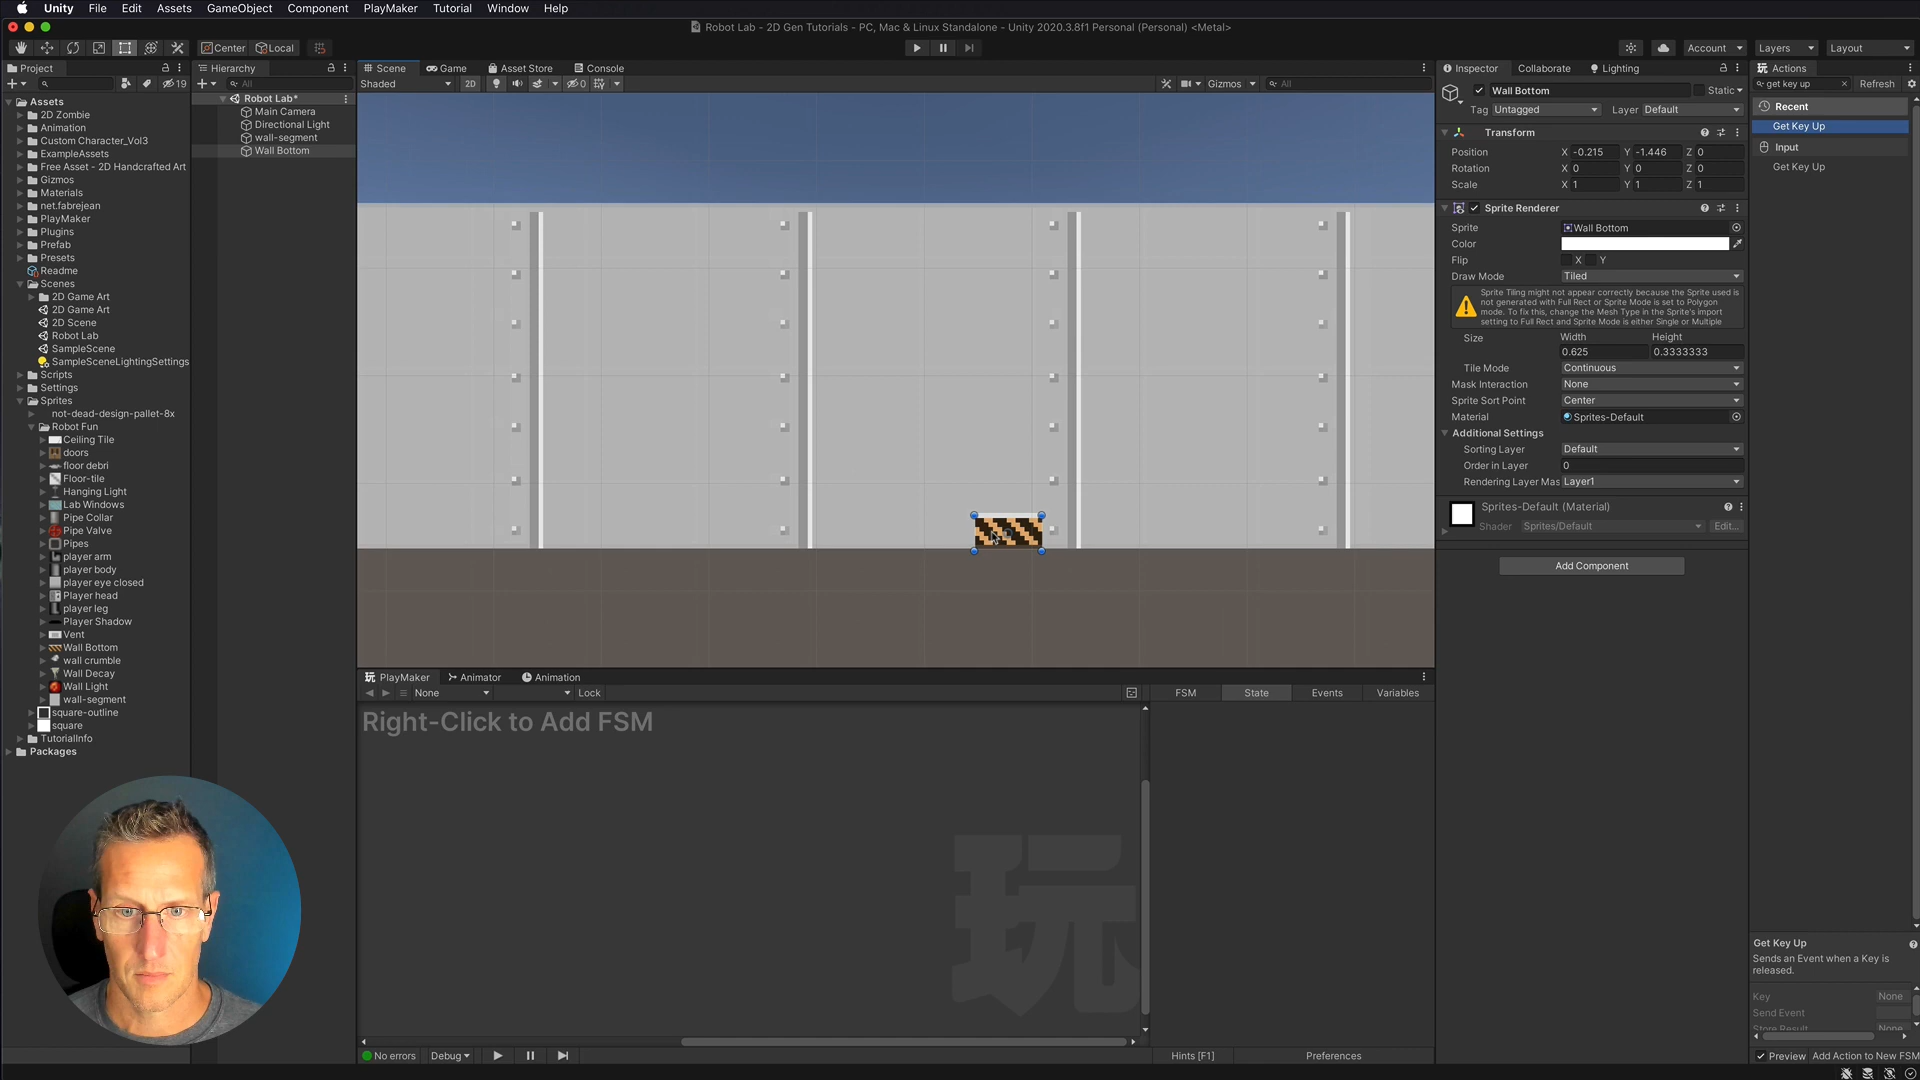 Unity File Edit Assets GameObject Component PlayMaker Tutorial Window Help
Robot Lab - 2D Gen Tutorials - PC, Mac & Linux Standalone - Unity 2020.3.8f1 Personal (Personal) <Metal>
Center Local
Account Layers Layout
Project
19
Assets
2D Zombie
Animation
Custom Character_Vol3
ExampleAssets
Free Asset - 2D Handcrafted Art
Gizmos
Materials
net.fabrejean
PlayMaker
Plugins
Prefab
Presets
Readme
Scenes
2D Game Art
2D Game Art
2D Scene
Robot Lab
SampleScene
SampleSceneLightingSettings
Scripts
Settings
Sprites
not-dead-design-pallet-8x
Robot Fun
Ceiling Tile
doors
floor debri
Floor-tile
Hanging Light
Lab Windows
Pipe Collar
Pipe Valve
Pipes
player arm
player body
player eye closed
Player head
player leg
Player Shadow
Vent
Wall Bottom
wall crumble
Wall Decay
Wall Light
wall-segment
square-outline
square
TutorialInfo
Packages
Hierarchy
All
Robot Lab*
Main Camera
Directional Light
wall-segment
Wall Bottom
Scene Game Asset Store Console
Shaded 2D 0 Gizmos All
PlayMaker Animator Animation
None Lock
FSM State Events Variables
Right-Click to Add FSM
玩
No errors Debug Hints [F1] Preferences
Inspector Collaborate Lighting
Wall Bottom Static
Tag Untagged Layer Default
Transform
Position X -0.215 Y -1.446 Z 0
Rotation X 0 Y 0 Z 0
Scale X 1 Y 1 Z 1
Sprite Renderer
Sprite Wall Bottom
Color
Flip X Y
Draw Mode Tiled
Sprite Tiling might not appear correctly because the Sprite used is
not generated with Full Rect or Sprite Mode is set to Polygon
mode. To fix this, change the Mesh Type in the Sprite's import
setting to Full Rect and Sprite Mode is either Single or Multiple
Size Width Height
0.625 0.3333333
Tile Mode Continuous
Mask Interaction None
Sprite Sort Point Center
Material Sprites-Default
Additional Settings
Sorting Layer Default
Order in Layer 0
Rendering Layer Mas Layer1
Sprites-Default (Material)
Shader Sprites/Default Edit...
Add Component
玩 Actions
get key up Refresh
Recent
Get Key Up
Input
Get Key Up
Get Key Up
Sends an Event when a Key is
released.
Key None
Send Event
Store Result None
Preview Add Action to New FSM